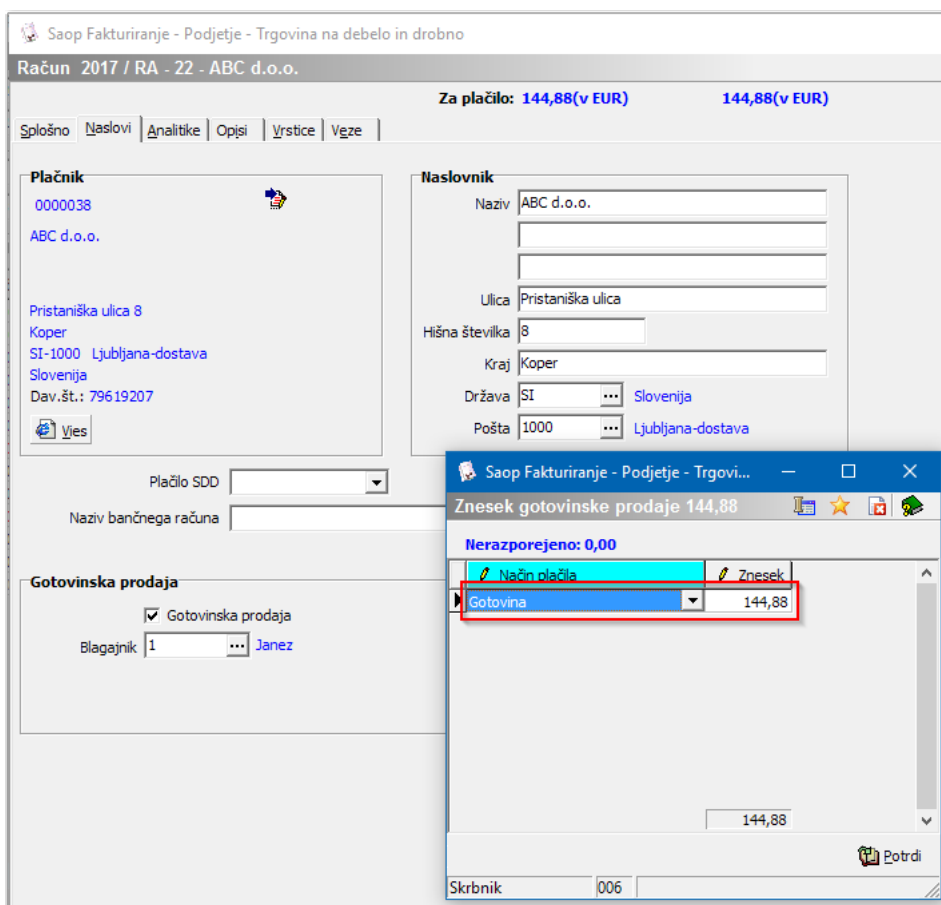 Saop Fakturiranje - Podjetje - Trgovina na debelo in drobno
Račun 2017 / RA - 22 - ABC d.o.o.
Za plačilo: 144,88(v EUR) 144,88(v EUR)
Splošno Naslovi Analitike Opisi Vrstice Veze
Plačnik
0000038
ABC d.o.o.
Pristaniška ulica 8
Koper
SI-1000 Ljubljana-dostava
Slovenija
Dav.št.: 79619207
Vies
Naslovnik
Naziv ABC d.o.o.
Ulica Pristaniška ulica
Hišna številka 8
Kraj Koper
Država SI ... Slovenija
Pošta 1000 ... Ljubljana-dostava
Plačilo SDD
Naziv bančnega računa
Gotovinska prodaja
Gotovinska prodaja
Blagajnik 1 ... Janez
Saop Fakturiranje - Podjetje - Trgovi...
Znesek gotovinske prodaje 144,88
Nerazporejeno: 0,00
Način plačila Znesek
Gotovina 144,88
144,88
Potrdi
Skrbnik 006